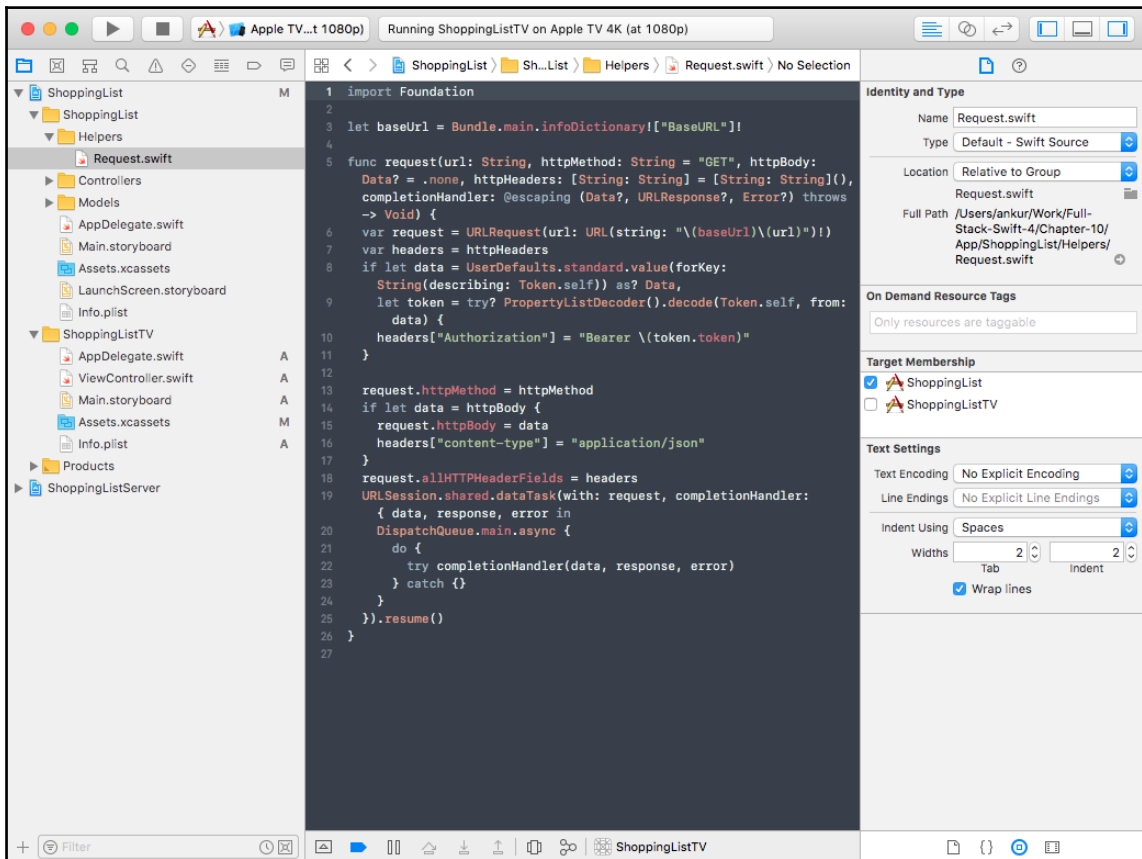 Apple TV...t 1080p)
Running ShoppingListTV on Apple TV 4K (at 1080p)
ShoppingList
Sh...List
Helpers
Request.swift
No Selection
ShoppingList M
ShoppingList
Helpers
Request.swift
Controllers
Models
AppDelegate.swift
Main.storyboard
Assets.xcassets
LaunchScreen.storyboard
Info.plist
ShoppingListTV
AppDelegate.swift A
ViewController.swift A
Main.storyboard A
Assets.xcassets M
Info.plist A
Products
ShoppingListServer
Filter
1 import Foundation
2
3 let baseUrl = Bundle.main.infoDictionary!["BaseURL"]!
4
5 func request(url: String, httpMethod: String = "GET", httpBody:
Data? = .none, httpHeaders: [String: String] = [String: String](),
completionHandler: @escaping (Data?, URLResponse?, Error?) throws
-> Void) {
6 var request = URLRequest(url: URL(string: "\(baseUrl)\(url)")!)
7 var headers = httpHeaders
8 if let data = UserDefaults.standard.value(forKey:
String(describing: Token.self)) as? Data,
9 let token = try? PropertyListDecoder().decode(Token.self, from:
data) {
10 headers["Authorization"] = "Bearer \(token.token)"
11 }
12
13 request.httpMethod = httpMethod
14 if let data = httpBody {
15 request.httpBody = data
16 headers["content-type"] = "application/json"
17 }
18 request.allHTTPHeaderFields = headers
19 URLSession.shared.dataTask(with: request, completionHandler:
{ data, response, error in
20 DispatchQueue.main.async {
21 do {
22 try completionHandler(data, response, error)
23 } catch {}
24 }
25 }).resume()
26 }
27
ShoppingListTV
Identity and Type
Name Request.swift
Type Default - Swift Source
Location Relative to Group
Request.swift
Full Path /Users/ankur/Work/Full-
Stack-Swift-4/Chapter-10/
App/ShoppingList/Helpers/
Request.swift
On Demand Resource Tags
Only resources are taggable
Target Membership
ShoppingList
ShoppingListTV
Text Settings
Text Encoding No Explicit Encoding
Line Endings No Explicit Line Endings
Indent Using Spaces
Widths 2 2
Tab Indent
Wrap lines